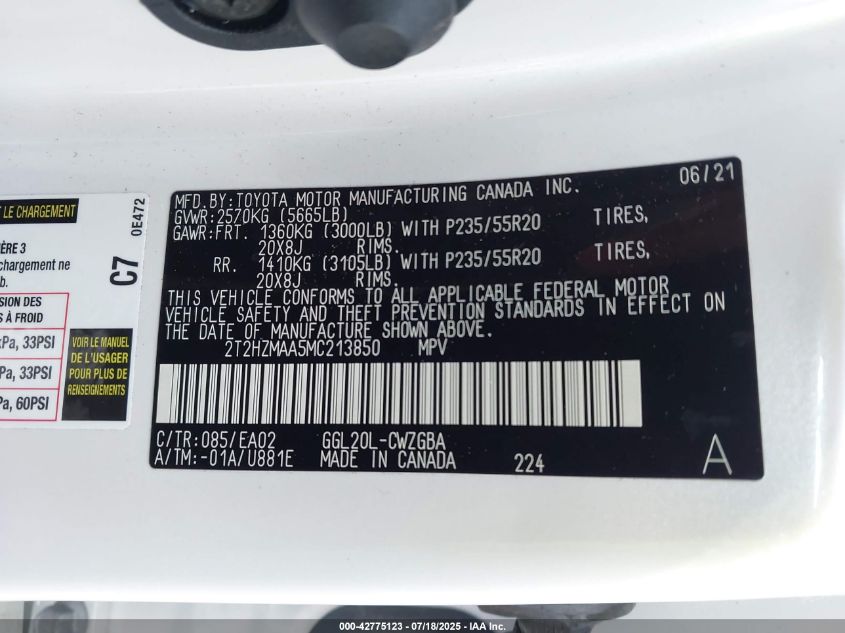 T LE CHARGEMENT
0E472
IÈRE 3
chargement ne
b.
C7
SION DES
S À FROID
kPa, 33PSI
Pa, 33PSI
Pa, 60PSI
VOIR LE MANUEL
DE L'USAGER
POUR PLUS DE
RENSEIGNEMENTS
MFD. BY: TOYOTA MOTOR MANUFACTURING CANADA INC. 06/21
GVWR: 2570KG (5665LB)
GAWR: FRT. 1360KG (3000LB) WITH P235/55R20 TIRES,
20X8J RIMS.
RR. 1410KG (3105LB) WITH P235/55R20 TIRES,
20X8J RIMS.
THIS VEHICLE CONFORMS TO ALL APPLICABLE FEDERAL MOTOR
VEHICLE SAFETY AND THEFT PREVENTION STANDARDS IN EFFECT ON
THE DATE OF MANUFACTURE SHOWN ABOVE.
2T2HZMAA5MC213850 MPV
C/TR: 085/EA02 GGL20L-CWZGBA
A/TM: -01A/U881E MADE IN CANADA 224 A
000-42775123 - 07/18/2025 - IAA Inc.